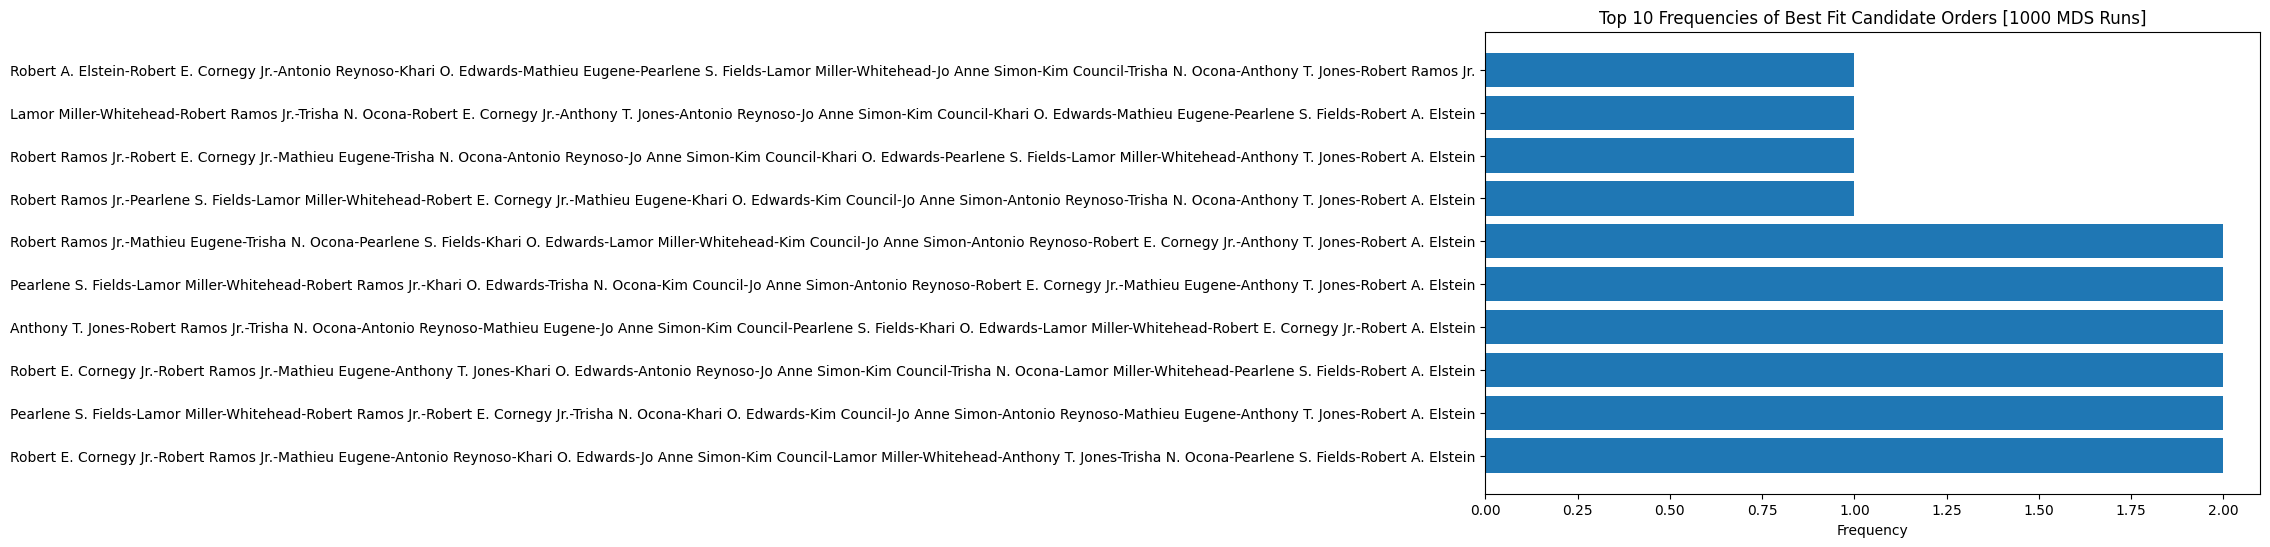 Top 10 Frequencies of Best Fit Candidate Orders [1000 MDS Runs]
Robert A. Elstein-Robert E. Cornegy Jr.-Antonio Reynoso-Khari O. Edwards-Mathieu Eugene-Pearlene S. Fields-Lamor Miller-Whitehead-Jo Anne Simon-Kim Council-Trisha N. Ocona-Anthony T. Jones-Robert Ramos Jr.
Lamor Miller-Whitehead-Robert Ramos Jr.-Trisha N. Ocona-Robert E. Cornegy Jr.-Anthony T. Jones-Antonio Reynoso-Jo Anne Simon-Kim Council-Khari O. Edwards-Mathieu Eugene-Pearlene S. Fields-Robert A. Elstein
Robert Ramos Jr.-Robert E. Cornegy Jr.-Mathieu Eugene-Trisha N. Ocona-Antonio Reynoso-Jo Anne Simon-Kim Council-Khari O. Edwards-Pearlene S. Fields-Lamor Miller-Whitehead-Anthony T. Jones-Robert A. Elstein
Robert Ramos Jr.-Pearlene S. Fields-Lamor Miller-Whitehead-Robert E. Cornegy Jr.-Mathieu Eugene-Khari O. Edwards-Kim Council-Jo Anne Simon-Antonio Reynoso-Trisha N. Ocona-Anthony T. Jones-Robert A. Elstein
Robert Ramos Jr.-Mathieu Eugene-Trisha N. Ocona-Pearlene S. Fields-Khari O. Edwards-Lamor Miller-Whitehead-Kim Council-Jo Anne Simon-Antonio Reynoso-Robert E. Cornegy Jr.-Anthony T. Jones-Robert A. Elstein
Pearlene S. Fields-Lamor Miller-Whitehead-Robert Ramos Jr.-Khari O. Edwards-Trisha N. Ocona-Kim Council-Jo Anne Simon-Antonio Reynoso-Robert E. Cornegy Jr.-Mathieu Eugene-Anthony T. Jones-Robert A. Elstein
Anthony T. Jones-Robert Ramos Jr.-Trisha N. Ocona-Antonio Reynoso-Mathieu Eugene-Jo Anne Simon-Kim Council-Pearlene S. Fields-Khari O. Edwards-Lamor Miller-Whitehead-Robert E. Cornegy Jr.-Robert A. Elstein
Robert E. Cornegy Jr.-Robert Ramos Jr.-Mathieu Eugene-Anthony T. Jones-Khari O. Edwards-Antonio Reynoso-Jo Anne Simon-Kim Council-Trisha N. Ocona-Lamor Miller-Whitehead-Pearlene S. Fields-Robert A. Elstein
Pearlene S. Fields-Lamor Miller-Whitehead-Robert Ramos Jr.-Robert E. Cornegy Jr.-Trisha N. Ocona-Khari O. Edwards-Kim Council-Jo Anne Simon-Antonio Reynoso-Mathieu Eugene-Anthony T. Jones-Robert A. Elstein
Robert E. Cornegy Jr.-Robert Ramos Jr.-Mathieu Eugene-Antonio Reynoso-Khari O. Edwards-Jo Anne Simon-Kim Council-Lamor Miller-Whitehead-Anthony T. Jones-Trisha N. Ocona-Pearlene S. Fields-Robert A. Elstein
0.00 0.25 0.50 0.75 1.00 1.25 1.50 1.75 2.00
Frequency